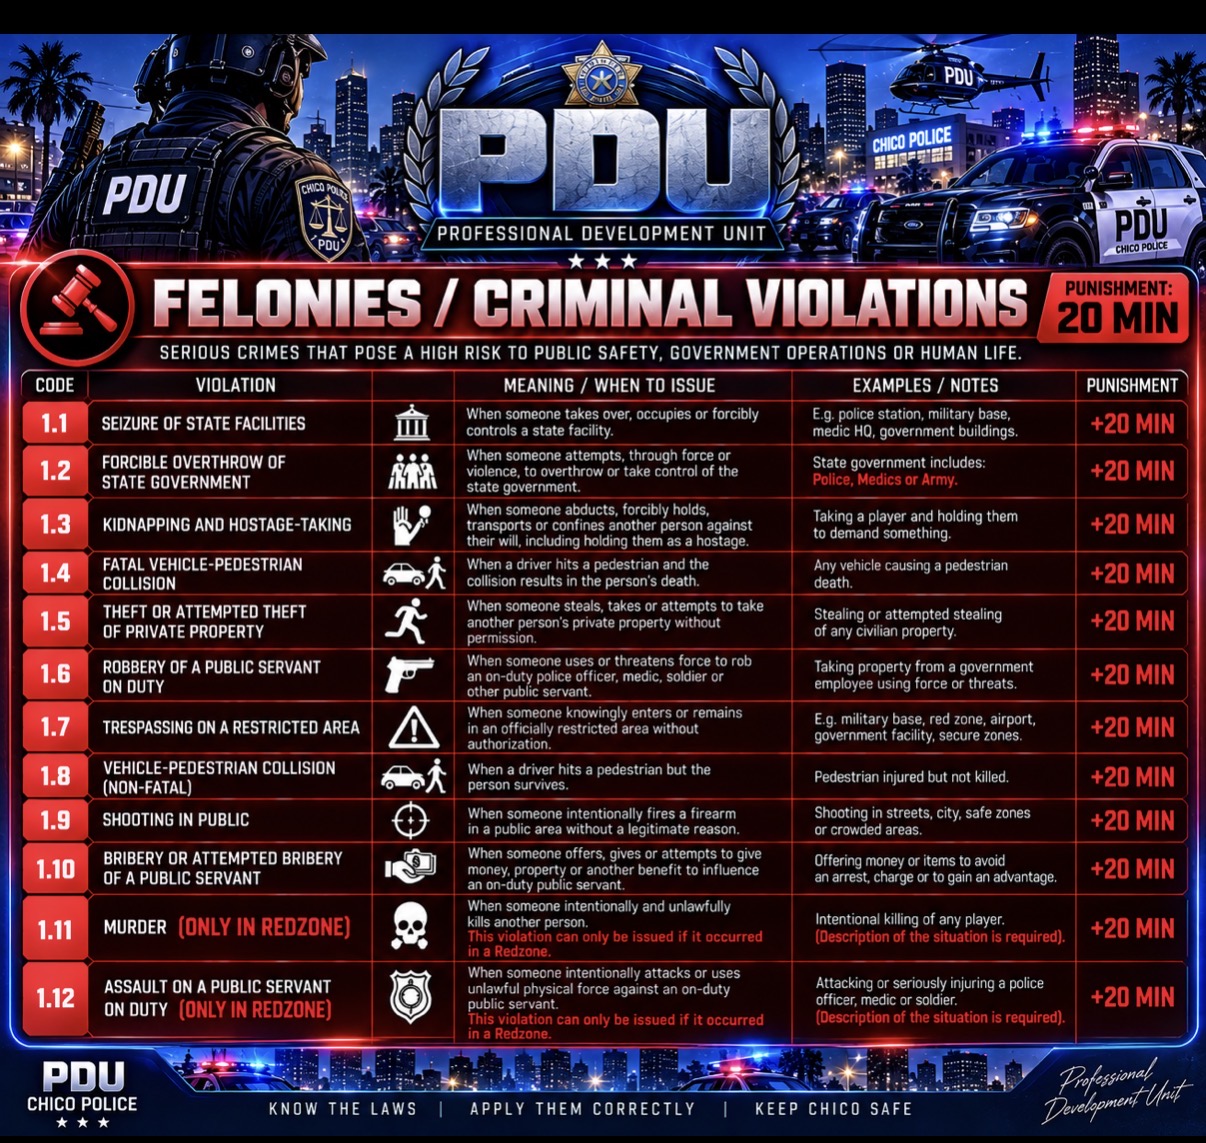 PDU
CHICO POLICE
PDU
PDU
PROFESSIONAL DEVELOPMENT UNIT
PDU
CHICO POLICE
PDU
CHICO POLICE
FELONIES / CRIMINAL VIOLATIONS
PUNISHMENT:
20 MIN
SERIOUS CRIMES THAT POSE A HIGH RISK TO PUBLIC SAFETY, GOVERNMENT OPERATIONS OR HUMAN LIFE.
CODE VIOLATION MEANING / WHEN TO ISSUE EXAMPLES / NOTES PUNISHMENT
1.1
SEIZURE OF STATE FACILITIES
When someone takes over, occupies or forcibly
controls a state facility.
E.g. police station, military base,
medic HQ, government buildings.
+20 MIN
1.2
FORCIBLE OVERTHROW OF
STATE GOVERNMENT
When someone attempts, through force or
violence, to overthrow or take control of the
state government.
State government includes:
Police, Medics or Army.
+20 MIN
1.3
KIDNAPPING AND HOSTAGE-TAKING
When someone abducts, forcibly holds,
transports or confines another person against
their will, including holding them as a hostage.
Taking a player and holding them
to demand something.
+20 MIN
1.4
FATAL VEHICLE-PEDESTRIAN
COLLISION
When a driver hits a pedestrian and the
collision results in the person's death.
Any vehicle causing a pedestrian
death.
+20 MIN
1.5
THEFT OR ATTEMPTED THEFT
OF PRIVATE PROPERTY
When someone steals, takes or attempts to take
another person's private property without
permission.
Stealing or attempted stealing
of any civilian property.
+20 MIN
1.6
ROBBERY OF A PUBLIC SERVANT
ON DUTY
When someone uses or threatens force to rob
an on-duty police officer, medic, soldier or
other public servant.
Taking property from a government
employee using force or threats.
+20 MIN
1.7
TRESPASSING ON A RESTRICTED AREA
When someone knowingly enters or remains
in an officially restricted area without
authorization.
E.g. military base, red zone, airport,
government facility, secure zones.
+20 MIN
1.8
VEHICLE-PEDESTRIAN COLLISION
(NON-FATAL)
When a driver hits a pedestrian but the
person survives.
Pedestrian injured but not killed.
+20 MIN
1.9
SHOOTING IN PUBLIC
When someone intentionally fires a firearm
in a public area without a legitimate reason.
Shooting in streets, city, safe zones
or crowded areas.
+20 MIN
1.10
BRIBERY OR ATTEMPTED BRIBERY
OF A PUBLIC SERVANT
When someone offers, gives or attempts to give
money, property or another benefit to influence
an on-duty public servant.
Offering money or items to avoid
an arrest, charge or to gain an advantage.
+20 MIN
1.11
MURDER (ONLY IN REDZONE)
When someone intentionally and unlawfully
kills another person.
This violation can only be issued if it occurred
in a Redzone.
Intentional killing of any player.
(Description of the situation is required).
+20 MIN
1.12
ASSAULT ON A PUBLIC SERVANT
ON DUTY (ONLY IN REDZONE)
When someone intentionally attacks or uses
unlawful physical force against an on-duty
public servant.
This violation can only be issued if it occurred
in a Redzone.
Attacking or seriously injuring a police
officer, medic or soldier.
(Description of the situation is required).
+20 MIN
PDU
CHICO POLICE
KNOW THE LAWS | APPLY THEM CORRECTLY | KEEP CHICO SAFE
Professional
Development Unit